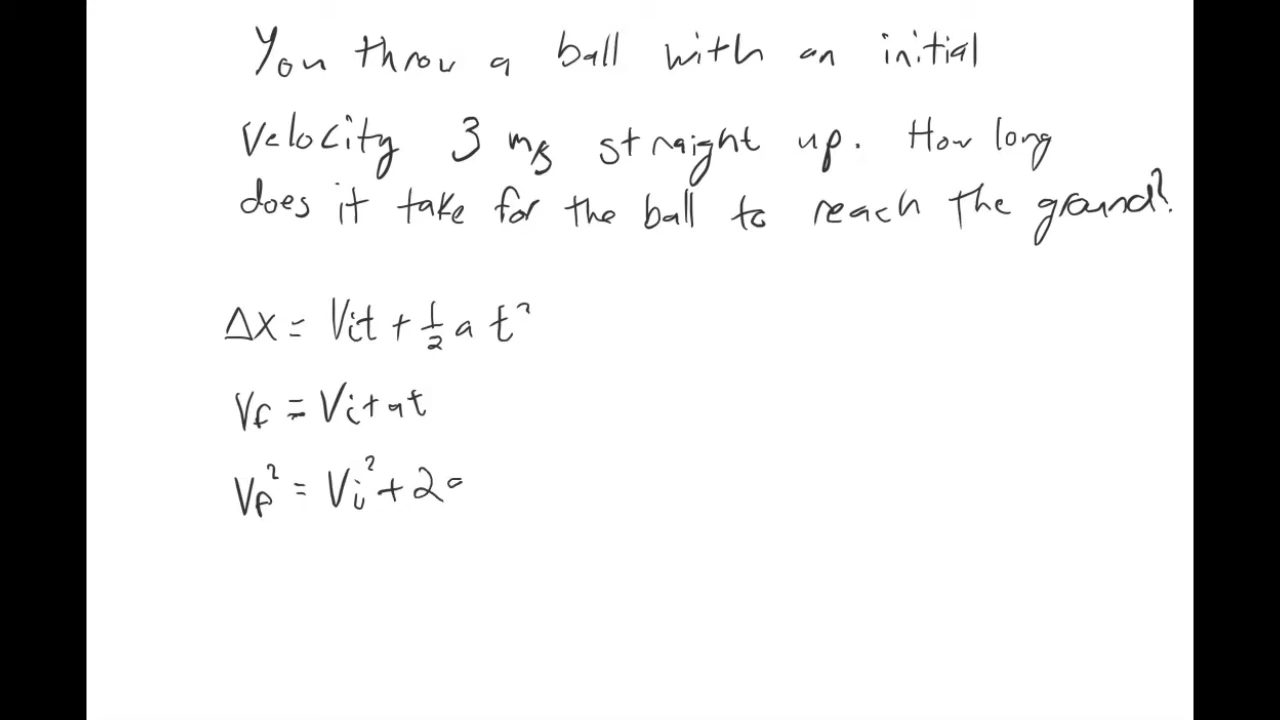 You throw a ball with an initial
velocity 3 m/s straight up. How long
does it take for the ball to reach the ground?
Δx = Vit + 1/2 a t²
Vf = Vi + at
Vf² = Vi² + 2a